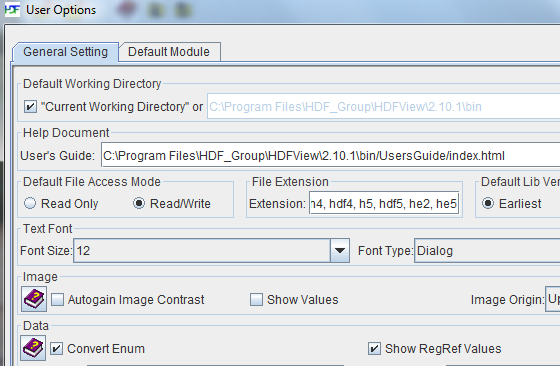 HDF User Options
General Setting Default Module
Default Working Directory
"Current Working Directory" or C:\Program Files\HDF_Group\HDFView\2.10.1\bin
Help Document
User's Guide: C:\Program Files\HDF_Group\HDFView\2.10.1\bin/UsersGuide/index.html
Default File Access Mode File Extension Default Lib Ver
Read Only Read/Write Extension: n4, hdf4, h5, hdf5, he2, he5 Earliest
Text Font
Font Size: 12 Font Type: Dialog
Image
Autogain Image Contrast Show Values Image Origin: Up
Data
Convert Enum Show RegRef Values